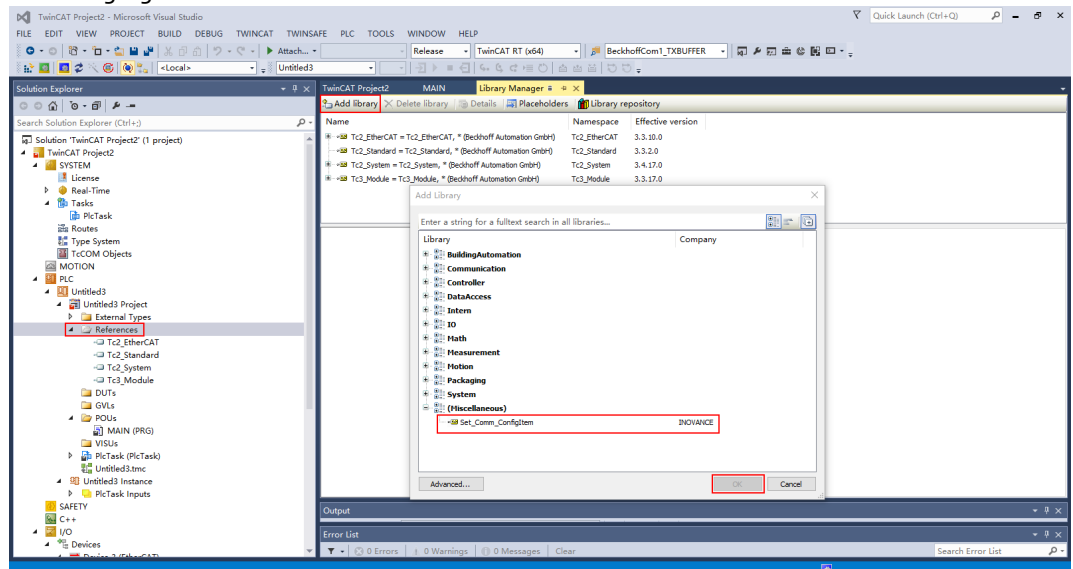 TwinCAT Project2 - Microsoft Visual Studio
Quick Launch (Ctrl+Q)
FILE EDIT VIEW PROJECT BUILD DEBUG TWINCAT TWINSAFE PLC TOOLS WINDOW HELP
Attach... Release TwinCAT RT (x64) BeckhoffCom1_TXBUFFER
<Local> Untitled3
Solution Explorer
Search Solution Explorer (Ctrl+;)
Solution 'TwinCAT Project2' (1 project)
TwinCAT Project2
SYSTEM
License
Real-Time
Tasks
PlcTask
Routes
Type System
TcCOM Objects
MOTION
PLC
Untitled3
Untitled3 Project
External Types
References
Tc2_EtherCAT
Tc2_Standard
Tc2_System
Tc3_Module
DUTs
GVLs
POUs
MAIN (PRG)
VISUs
PlcTask (PlcTask)
Untitled3.tmc
Untitled3 Instance
PlcTask Inputs
SAFETY
C++
I/O
Devices
TwinCAT Project2 MAIN Library Manager
Add library Delete library Details Placeholders Library repository
Name Namespace Effective version
Tc2_EtherCAT = Tc2_EtherCAT, * (Beckhoff Automation GmbH) Tc2_EtherCAT 3.3.10.0
Tc2_Standard = Tc2_Standard, * (Beckhoff Automation GmbH) Tc2_Standard 3.3.2.0
Tc2_System = Tc2_System, * (Beckhoff Automation GmbH) Tc2_System 3.4.17.0
Tc3_Module = Tc3_Module, * (Beckhoff Automation GmbH) Tc3_Module 3.3.17.0
Add Library
Enter a string for a fulltext search in all libraries...
Library Company
BuildingAutomation
Communication
Controller
DataAccess
Intern
IO
Math
Measurement
Motion
Packaging
System
(Miscellaneous)
Set_Comm_ConfigItem INOVANCE
Advanced... OK Cancel
Output
Error List
0 Errors 0 Warnings 0 Messages Clear
Search Error List